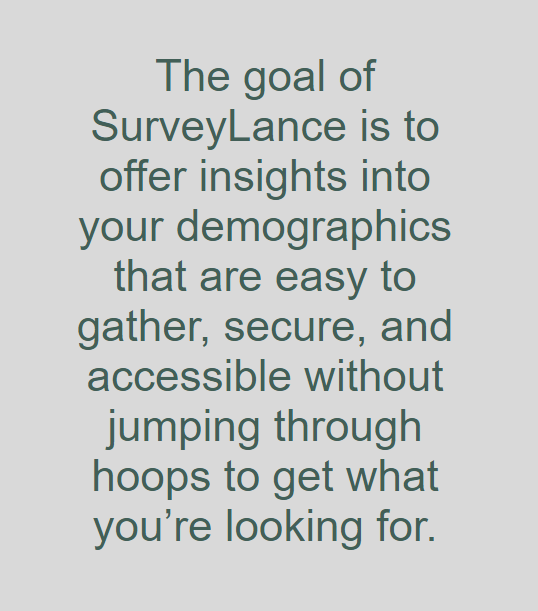 The goal of
SurveyLance is to
offer insights into
your demographics
that are easy to
gather, secure, and
accessible without
jumping through
hoops to get what
you’re looking for.